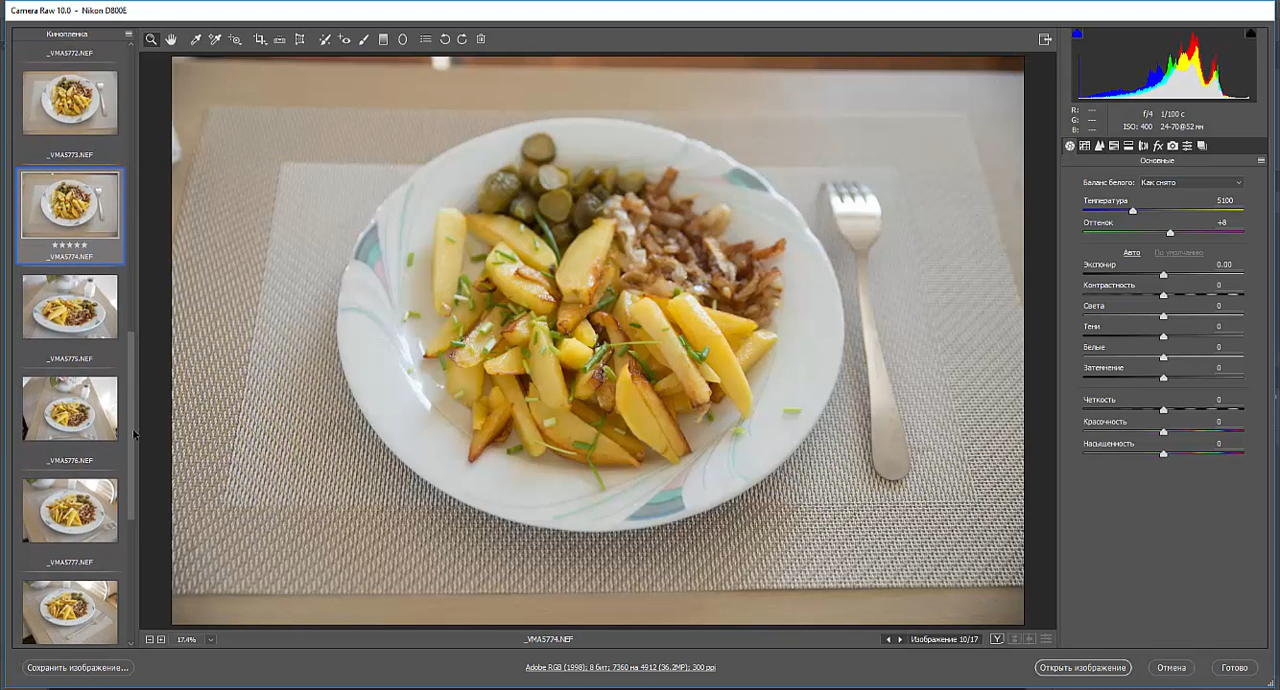 Camera Raw 10.0 - Nikon D800E
Кинопленка
_VMA5772.NEF
_VMA5773.NEF
★★★★★
_VMA5774.NEF
_VMA5775.NEF
_VMA5776.NEF
_VMA5777.NEF
Сохранить изображение...
17.4%
_VMA5774.NEF
Изображение 10/17
Y
Adobe RGB (1998); 8 бит; 7360 на 4912 (36.2MP); 300 ppi
Открыть изображение
Отмена
Готово
R: ---
G: ---
B: ---
f/4 1/100 с
ISO: 400 24-70@52 мм
fx
Основные
Баланс белого: Как снято
Температура 5100
Оттенок +8
Авто По умолчанию
Экспонир 0.00
Контрастность 0
Света 0
Тени 0
Белые 0
Затемнение 0
Четкость 0
Красочность 0
Насыщенность 0